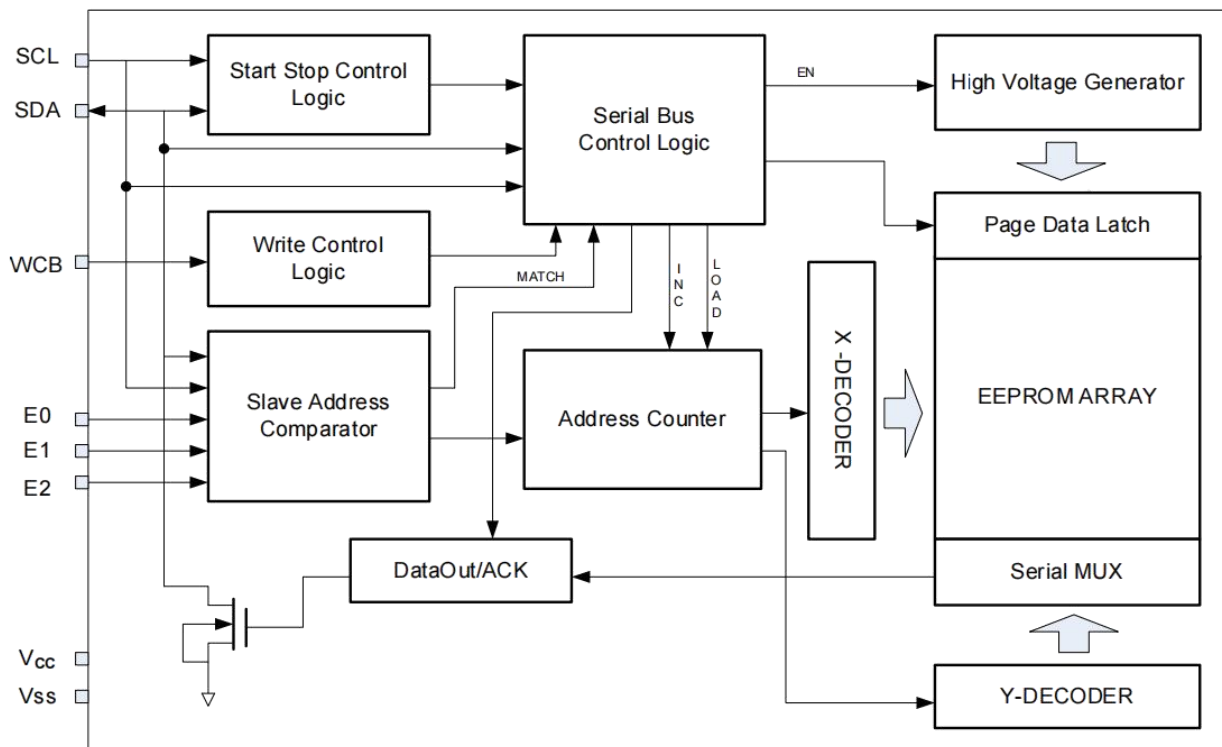 SCL
SDA
WCB
E0
E1
E2
Vcc
Vss
Start Stop Control
Logic
Write Control
Logic
Slave Address
Comparator
Serial Bus
Control Logic
MATCH
INC
LOAD
EN
Address Counter
DataOut/ACK
X -DECODER
High Voltage Generator
Page Data Latch
EEPROM ARRAY
Serial MUX
Y-DECODER